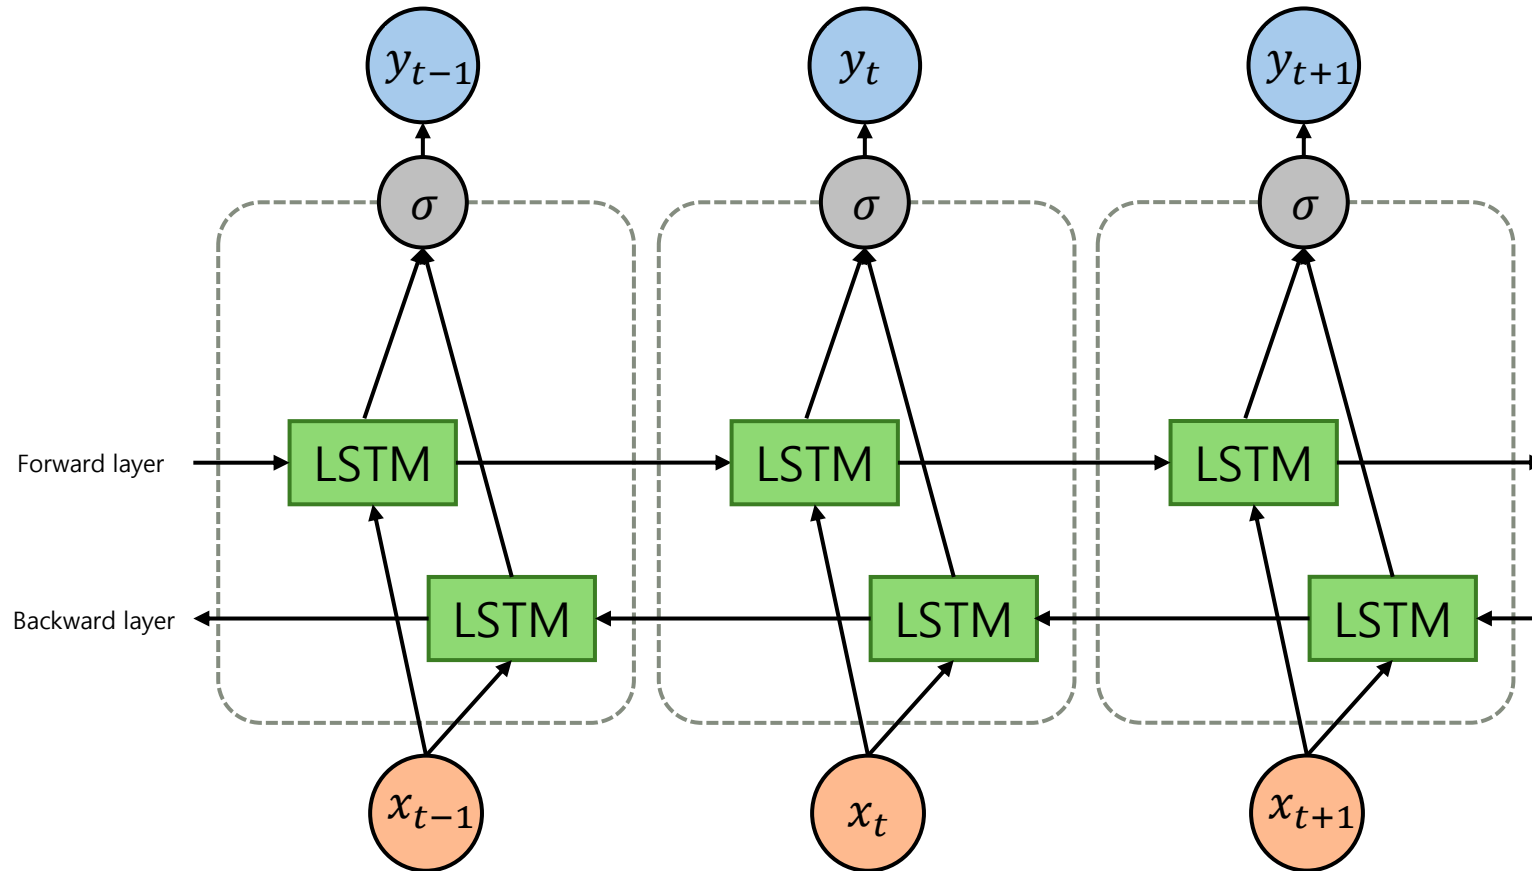 y_{t−1} y_t y_{t+1}
σ σ σ
Forward layer LSTM LSTM LSTM
Backward layer LSTM LSTM LSTM
x_{t−1} x_t x_{t+1}